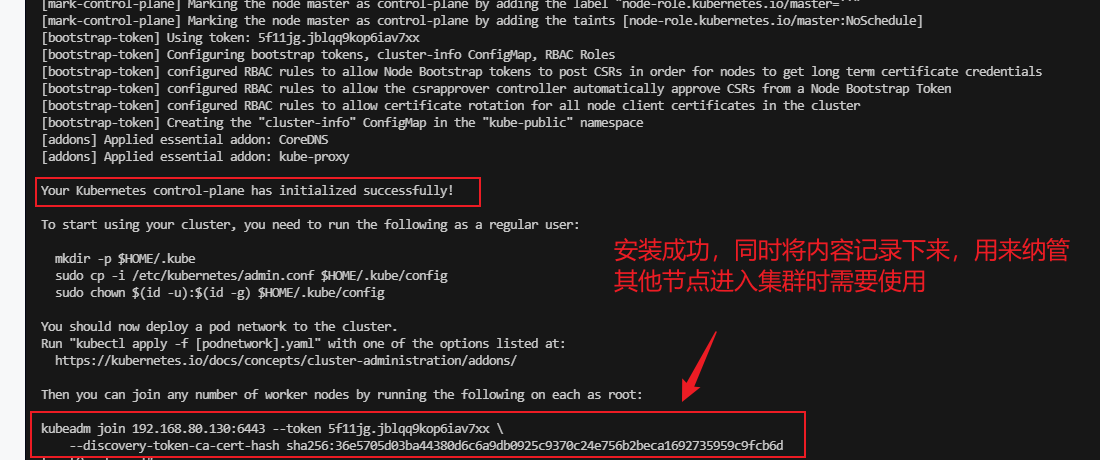 [mark-control-plane] Marking the node master as control-plane by adding the label "node-role.kubernetes.io/master=''"
[mark-control-plane] Marking the node master as control-plane by adding the taints [node-role.kubernetes.io/master:NoSchedule]
[bootstrap-token] Using token: 5f11jg.jblqq9kop6iav7xx
[bootstrap-token] Configuring bootstrap tokens, cluster-info ConfigMap, RBAC Roles
[bootstrap-token] configured RBAC rules to allow Node Bootstrap tokens to post CSRs in order for nodes to get long term certificate credentials
[bootstrap-token] configured RBAC rules to allow the csrapprover controller automatically approve CSRs from a Node Bootstrap Token
[bootstrap-token] configured RBAC rules to allow certificate rotation for all node client certificates in the cluster
[bootstrap-token] Creating the "cluster-info" ConfigMap in the "kube-public" namespace
[addons] Applied essential addon: CoreDNS
[addons] Applied essential addon: kube-proxy
Your Kubernetes control-plane has initialized successfully!
To start using your cluster, you need to run the following as a regular user:
mkdir -p $HOME/.kube
sudo cp -i /etc/kubernetes/admin.conf $HOME/.kube/config
sudo chown $(id -u):$(id -g) $HOME/.kube/config
安装成功，同时将内容记录下来，用来纳管
其他节点进入集群时需要使用
You should now deploy a pod network to the cluster.
Run "kubectl apply -f [podnetwork].yaml" with one of the options listed at:
https://kubernetes.io/docs/concepts/cluster-administration/addons/
Then you can join any number of worker nodes by running the following on each as root:
kubeadm join 192.168.80.130:6443 --token 5f11jg.jblqq9kop6iav7xx \
--discovery-token-ca-cert-hash sha256:36e5705d03ba44380d6c6a9db0925c9370c24e756b2beca1692735959c9fcb6d